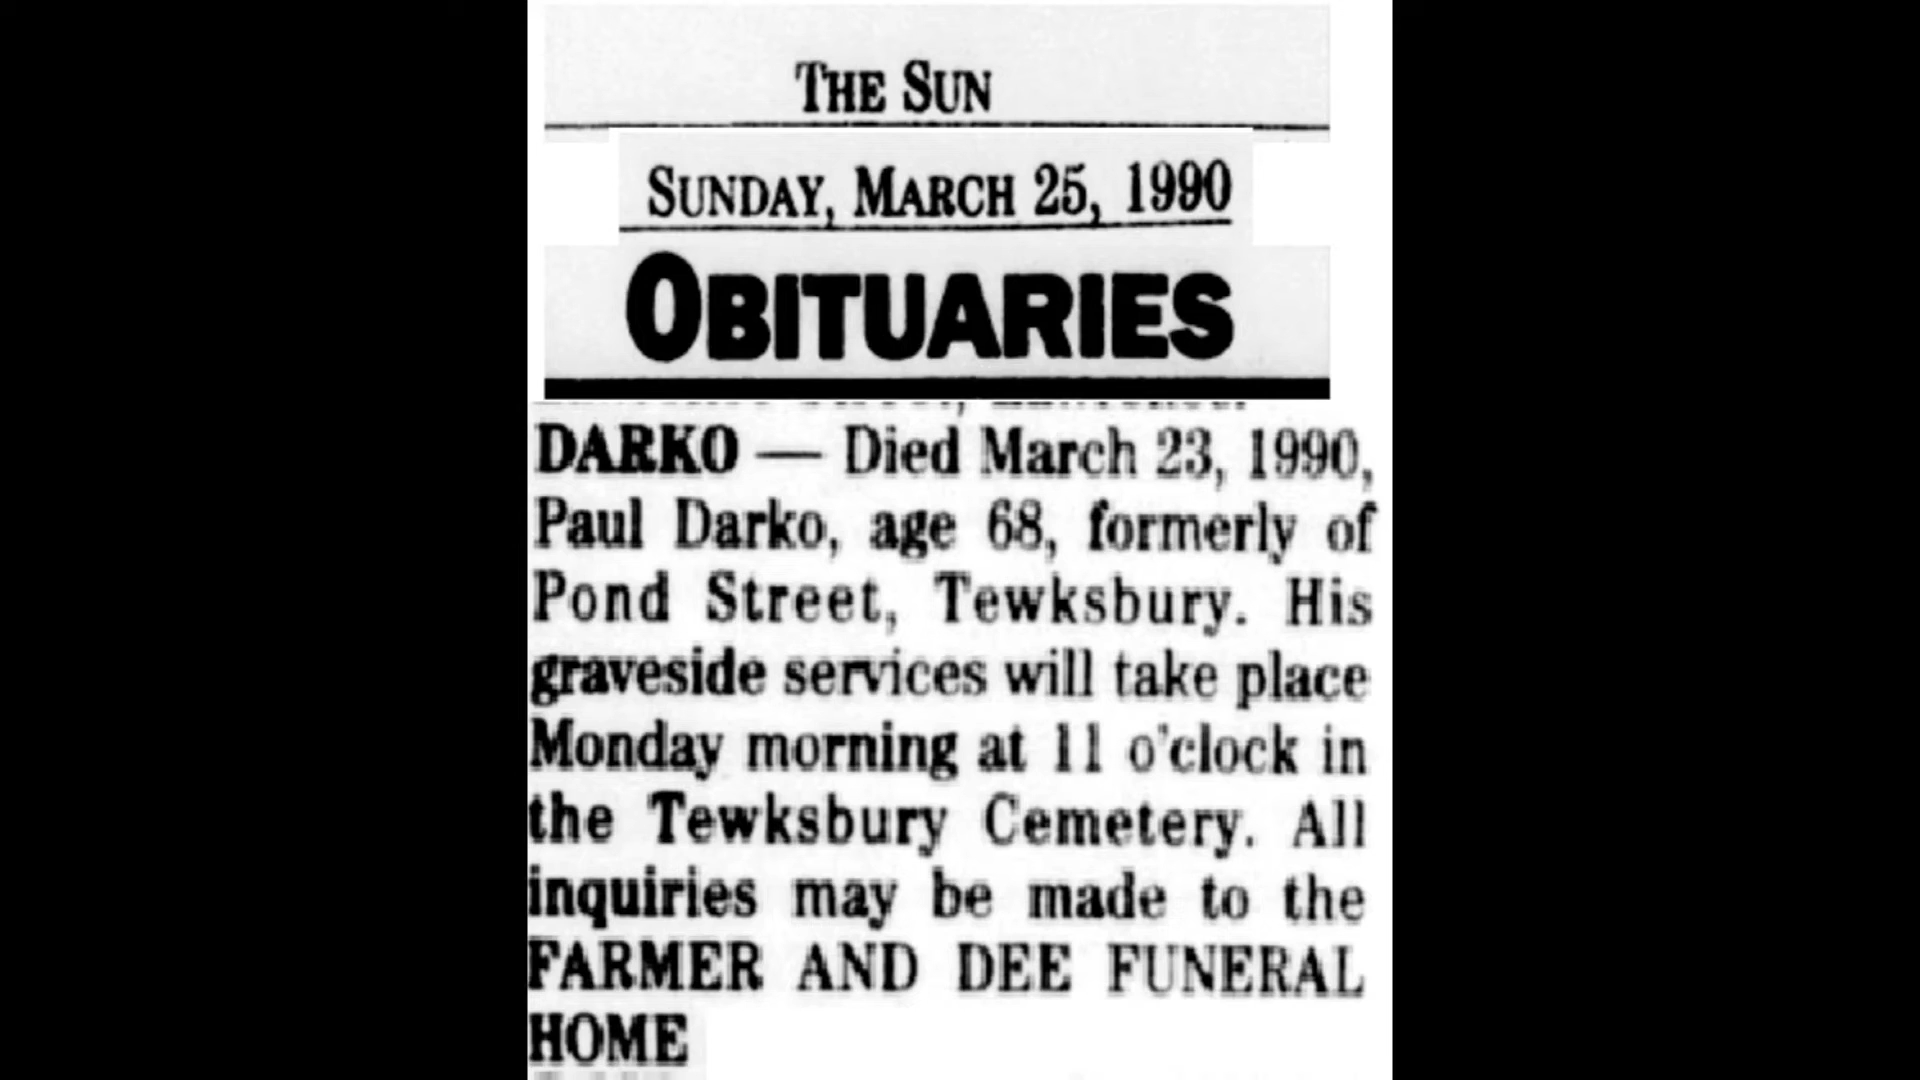 THE SUN
SUNDAY, MARCH 25, 1990
OBITUARIES
DARKO — Died March 23, 1990,
Paul Darko, age 68, formerly of
Pond Street, Tewksbury. His
graveside services will take place
Monday morning at 11 o'clock in
the Tewksbury Cemetery. All
inquiries may be made to the
FARMER AND DEE FUNERAL
HOME